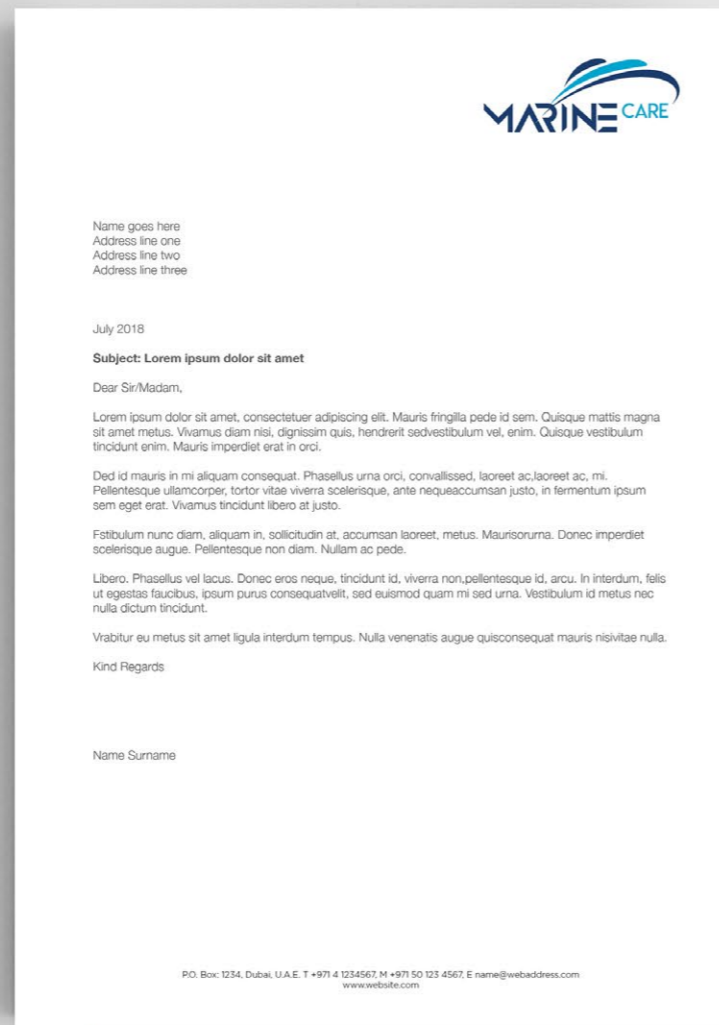 MARINE CARE
Name goes here
Address line one
Address line two
Address line three
July 2018
Subject: Lorem ipsum dolor sit amet
Dear Sir/Madam,
Lorem ipsum dolor sit amet, consectetuer adipiscing elit. Mauris fringilla pede id sem. Quisque mattis magna
sit amet metus. Vivamus diam nisi, dignissim quis, hendrerit sedvestibulum vel, enim. Quisque vestibulum
tincidunt enim. Mauris imperdiet erat in orci.
Ded id mauris in mi aliquam consequat. Phasellus urna orci, convallissed, laoreet ac,laoreet ac, mi.
Pellentesque ullamcorper, tortor vitae viverra scelerisque, ante nequeaccumsan justo, in fermentum ipsum
sem eget erat. Vivamus tincidunt libero at justo.
Fstibulum nunc diam, aliquam in, sollicitudin at, accumsan laoreet, metus. Maurisorurna. Donec imperdiet
scelerisque augue. Pellentesque non diam. Nullam ac pede.
Libero. Phasellus vel lacus. Donec eros neque, tincidunt id, viverra non,pellentesque id, arcu. In interdum, felis
ut egestas faucibus, ipsum purus consequatvelit, sed euismod quam mi sed urna. Vestibulum id metus nec
nulla dictum tincidunt.
Vrabitur eu metus sit amet ligula interdum tempus. Nulla venenatis augue quisconsequat mauris nisivitae nulla.
Kind Regards
Name Surname
P.O. Box: 1234, Dubai, U.A.E. T +971 4 1234567, M +971 50 123 4567, E name@webaddress.com
www.website.com